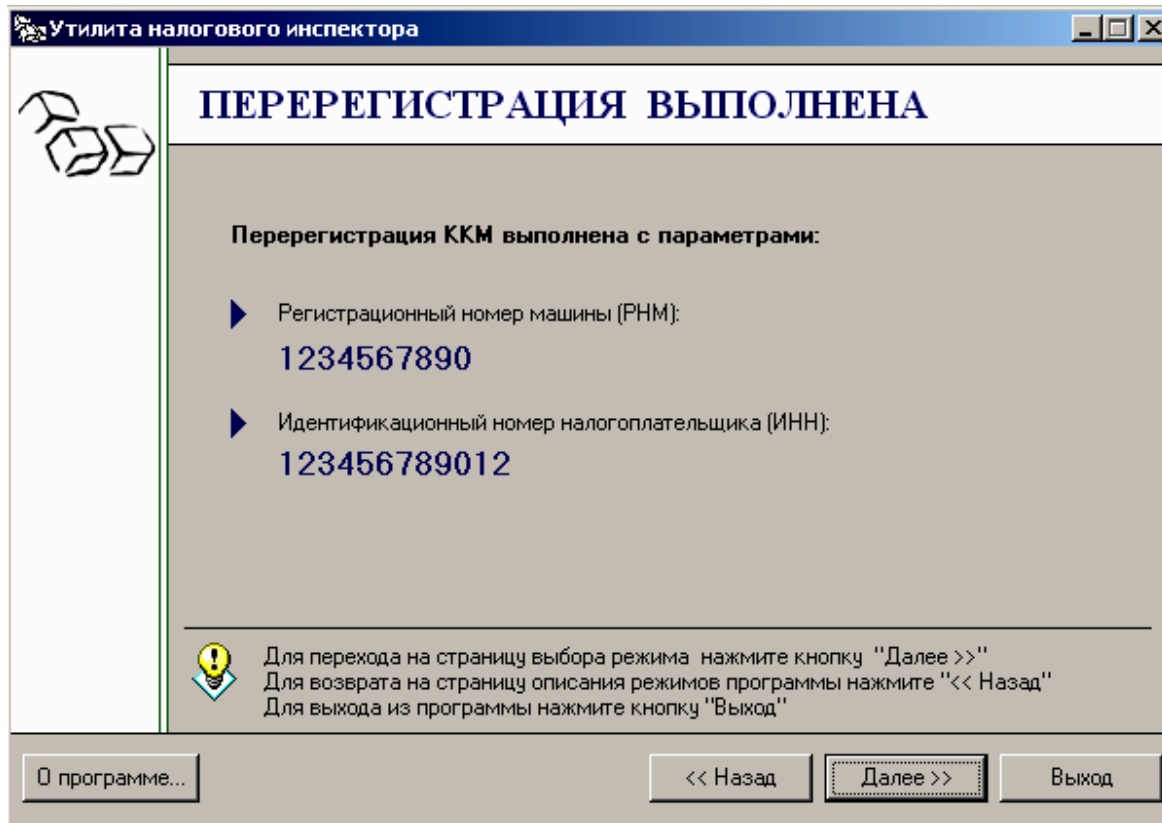 Утилита налогового инспектора
ПЕРЕРЕГИСТРАЦИЯ ВЫПОЛНЕНА
Перерегистрация ККМ выполнена с параметрами:
Регистрационный номер машины (РНМ):
1234567890
Идентификационный номер налогоплательщика (ИНН):
123456789012
Для перехода на страницу выбора режима нажмите кнопку "Далее >>"
Для возврата на страницу описания режимов программы нажмите "<< Назад"
Для выхода из программы нажмите кнопку "Выход"
О программе... << Назад Далее >> Выход